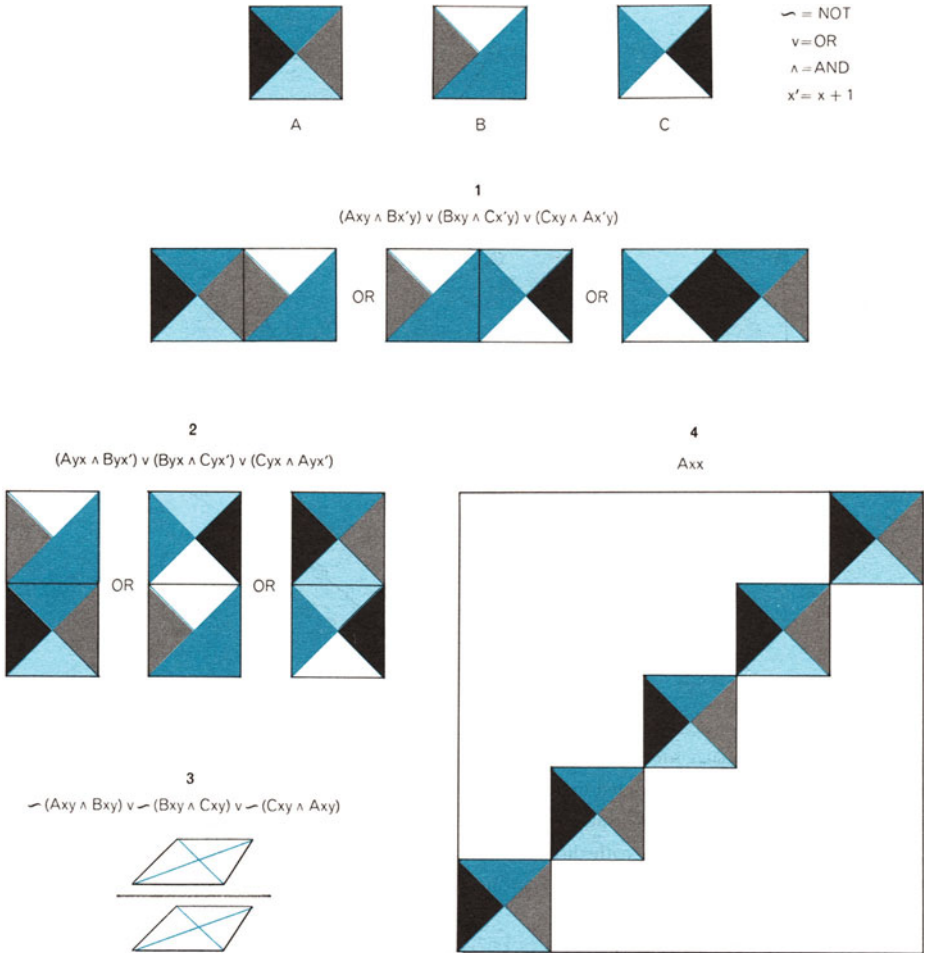 A
B
C
∽ = NOT
v = OR
∧ = AND
x' = x + 1
1
(Axy ∧ Bx'y) v (Bxy ∧ Cx'y) v (Cxy ∧ Ax'y)
OR
OR
2
(Ayx ∧ Byx') v (Byx ∧ Cyx') v (Cyx ∧ Ayx')
OR
OR
3
∽ (Axy ∧ Bxy) v ∽ (Bxy ∧ Cxy) v ∽ (Cxy ∧ Axy)
4
Axx